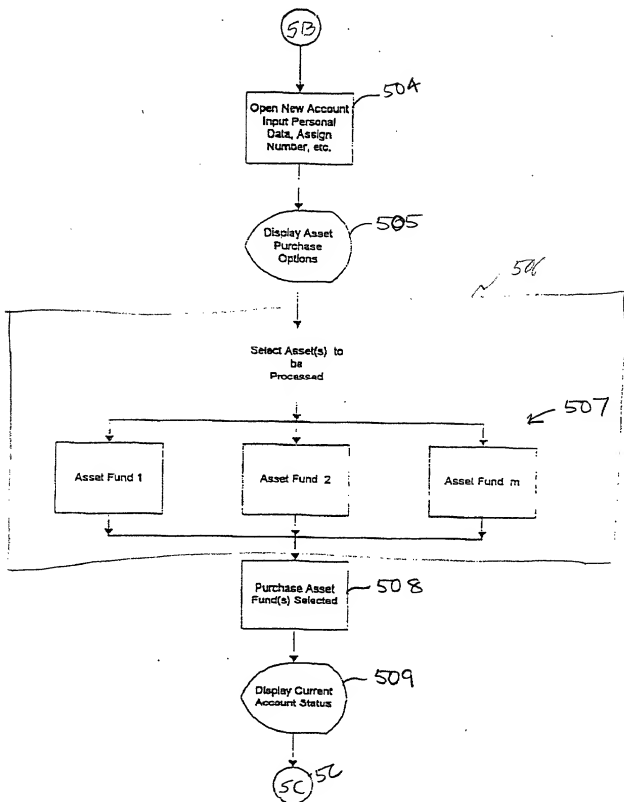 5B
504
Open New Account
Input Personal
Data, Assign
Number, etc.
505
Display Asset
Purchase
Options
506
Select Asset(s) to
be
Processed
507
Asset Fund 1
Asset Fund 2
Asset Fund m
508
Purchase Asset
Fund(s) Selected
509
Display Current
Account Status
5C
5C